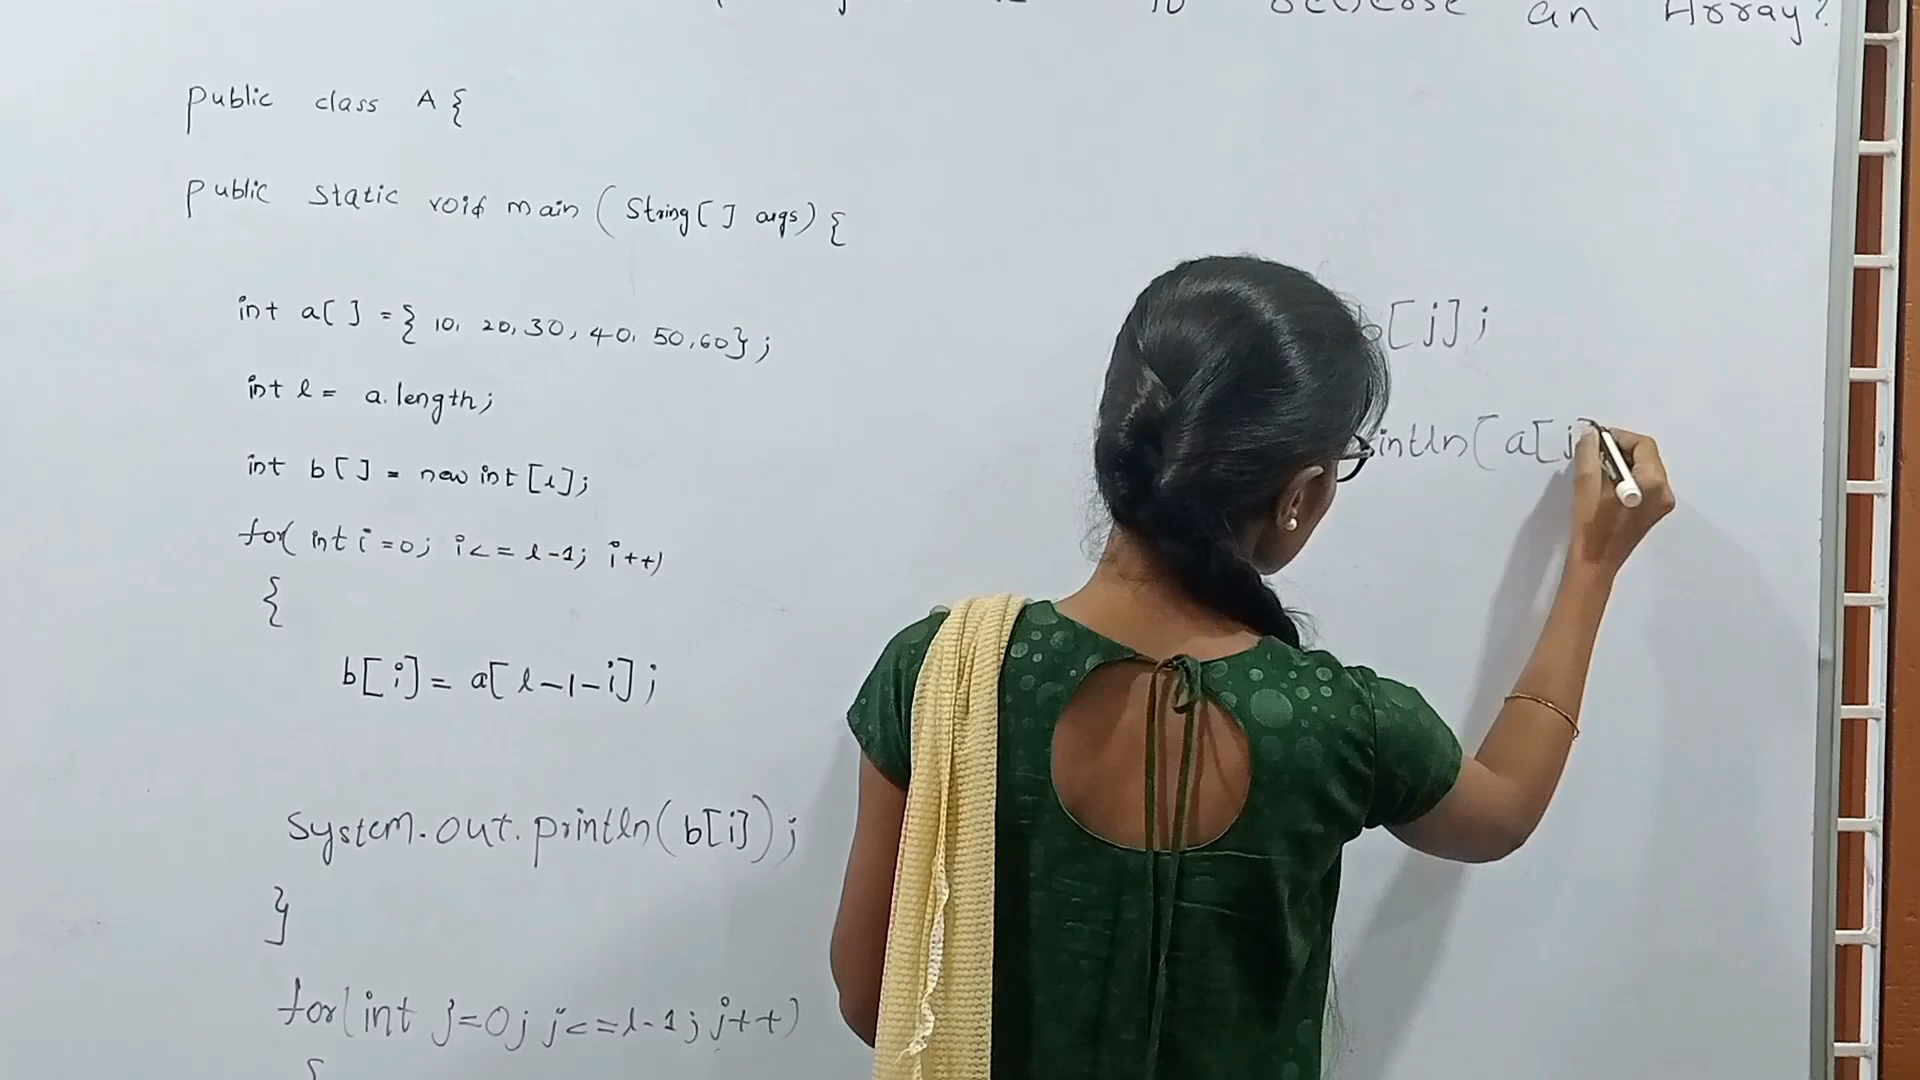 to an Array?
public class A {
public static void main (String [ ] args) {
int a[ ] = { 10, 20, 30, 40, 50, 60 } ;
int l = a.length;
int b [ ] = new int [l];
for( int i = 0; i <= l-1; i++)
{
b[i] = a[l-1-i] ;
System.out.println(b[i]);
}
for(int j=0; j<=l-1; j++)
{
b[j];
intln(a[j]